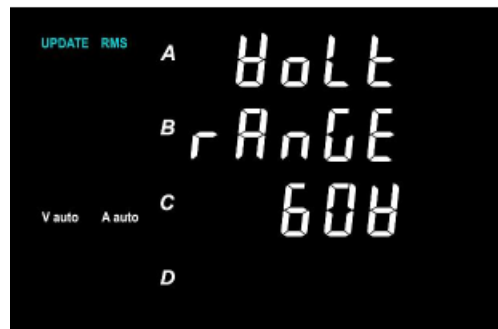 UPDATE RMS
A VoLt
B rAnGE
C 60V
V auto A auto
D